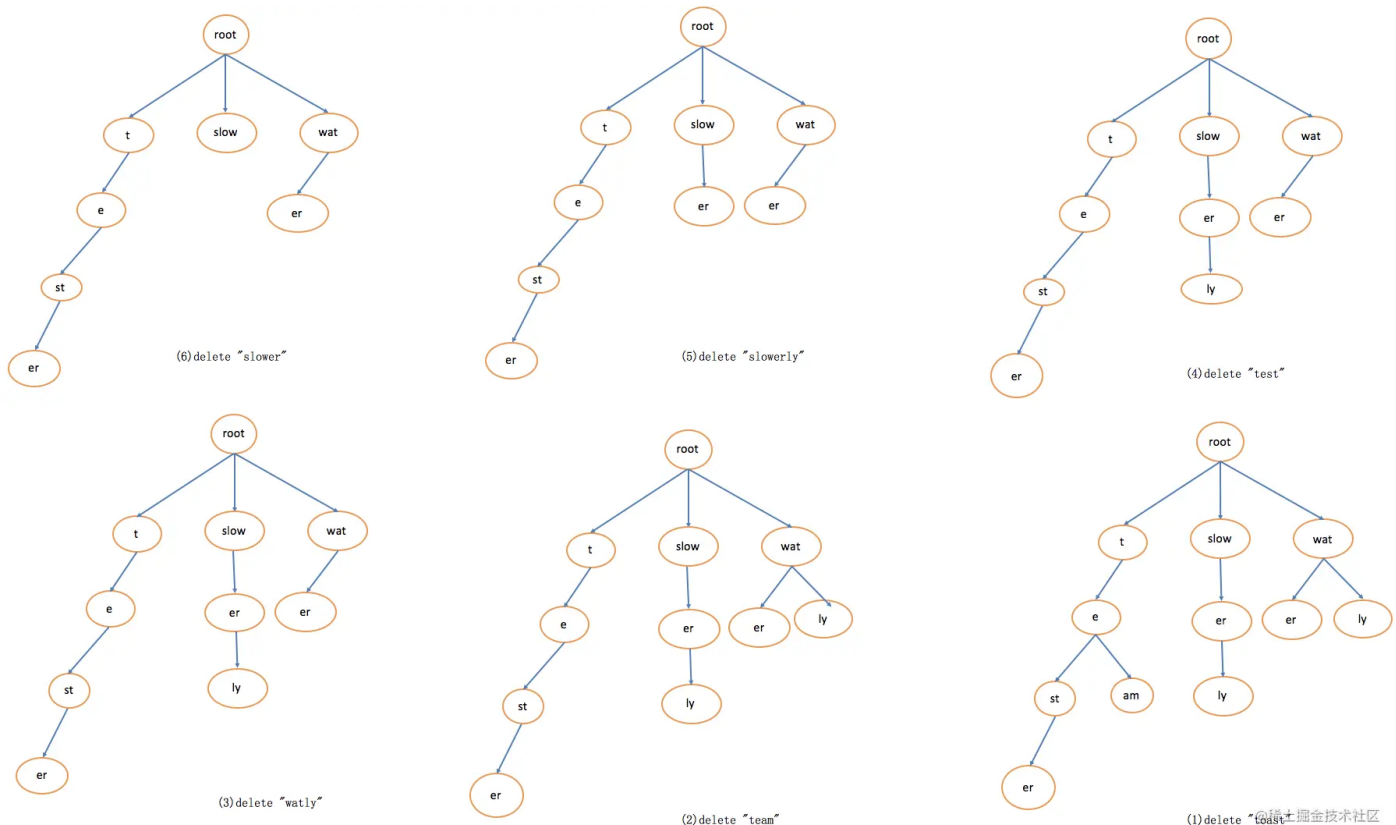 root
t
slow
wat
e
er
st
er
(6)delete "slower"
root
t
slow
wat
e
er
er
st
er
(5)delete "slowerly"
root
t
slow
wat
e
er
er
st
ly
er
(4)delete "test"
root
t
slow
wat
e
er
er
st
ly
er
(3)delete "watly"
root
t
slow
wat
e
er
er
ly
st
ly
er
(2)delete "team"
root
t
slow
wat
e
er
er
ly
st
am
ly
er
(1)delete "toast"
@稀土掘金技术社区